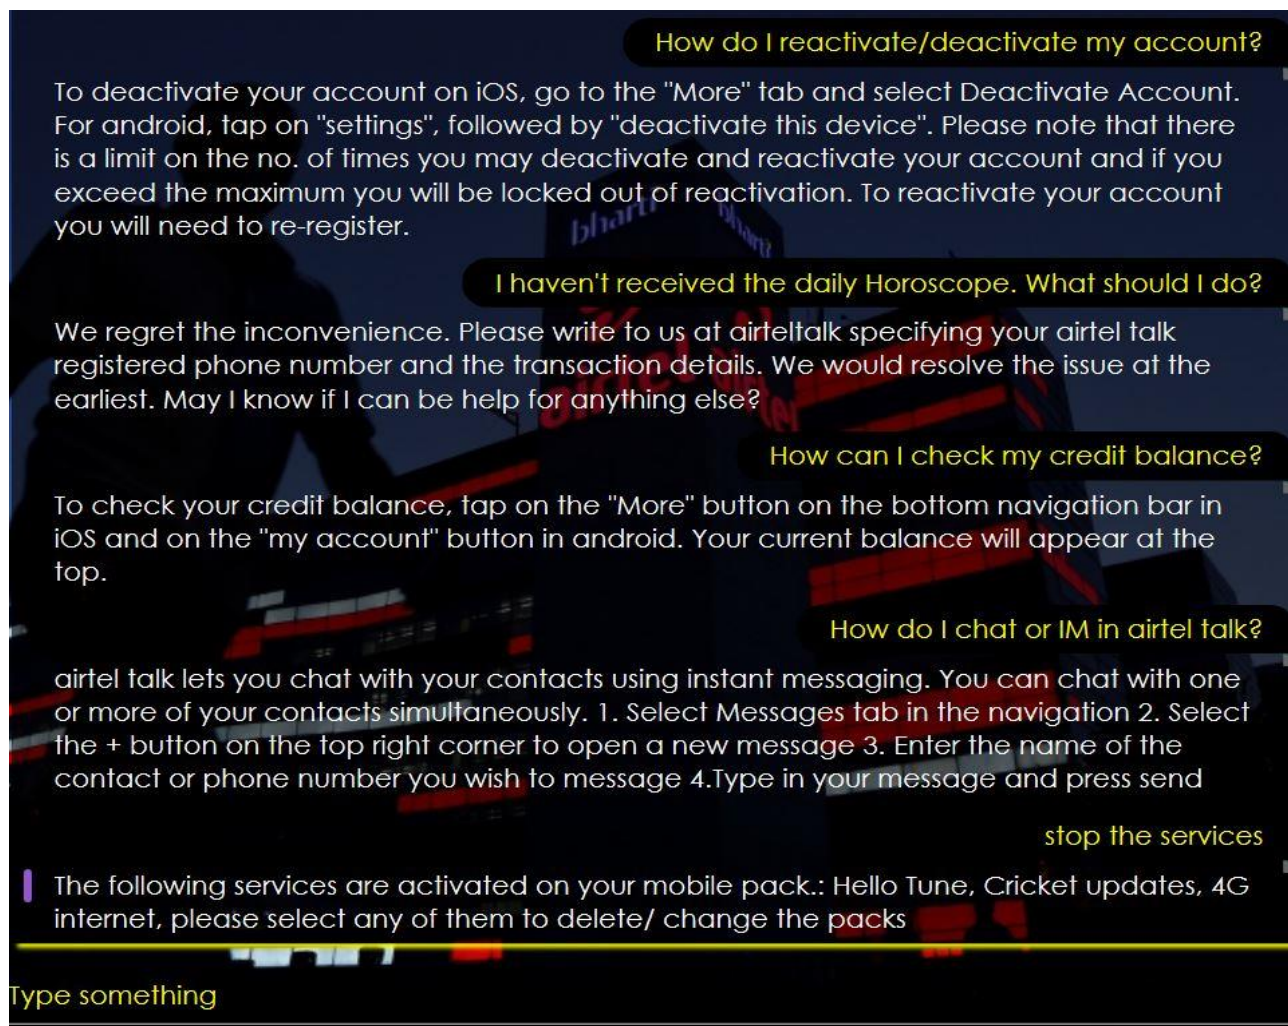 How do I reactivate/deactivate my account?
To deactivate your account on iOS, go to the "More" tab and select Deactivate Account.
For android, tap on "settings", followed by "deactivate this device". Please note that there
is a limit on the no. of times you may deactivate and reactivate your account and if you
exceed the maximum you will be locked out of reactivation. To reactivate your account
you will need to re-register.
bharti bharti
I haven't received the daily Horoscope. What should I do?
We regret the inconvenience. Please write to us at airteltalk specifying your airtel talk
registered phone number and the transaction details. We would resolve the issue at the
earliest. May I know if I can be help for anything else?
airtel airtel
How can I check my credit balance?
To check your credit balance, tap on the "More" button on the bottom navigation bar in
iOS and on the "my account" button in android. Your current balance will appear at the
top.
How do I chat or IM in airtel talk?
airtel talk lets you chat with your contacts using instant messaging. You can chat with one
or more of your contacts simultaneously. 1. Select Messages tab in the navigation 2. Select
the + button on the top right corner to open a new message 3. Enter the name of the
contact or phone number you wish to message 4.Type in your message and press send
stop the services
The following services are activated on your mobile pack.: Hello Tune, Cricket updates, 4G
internet, please select any of them to delete/ change the packs
Type something